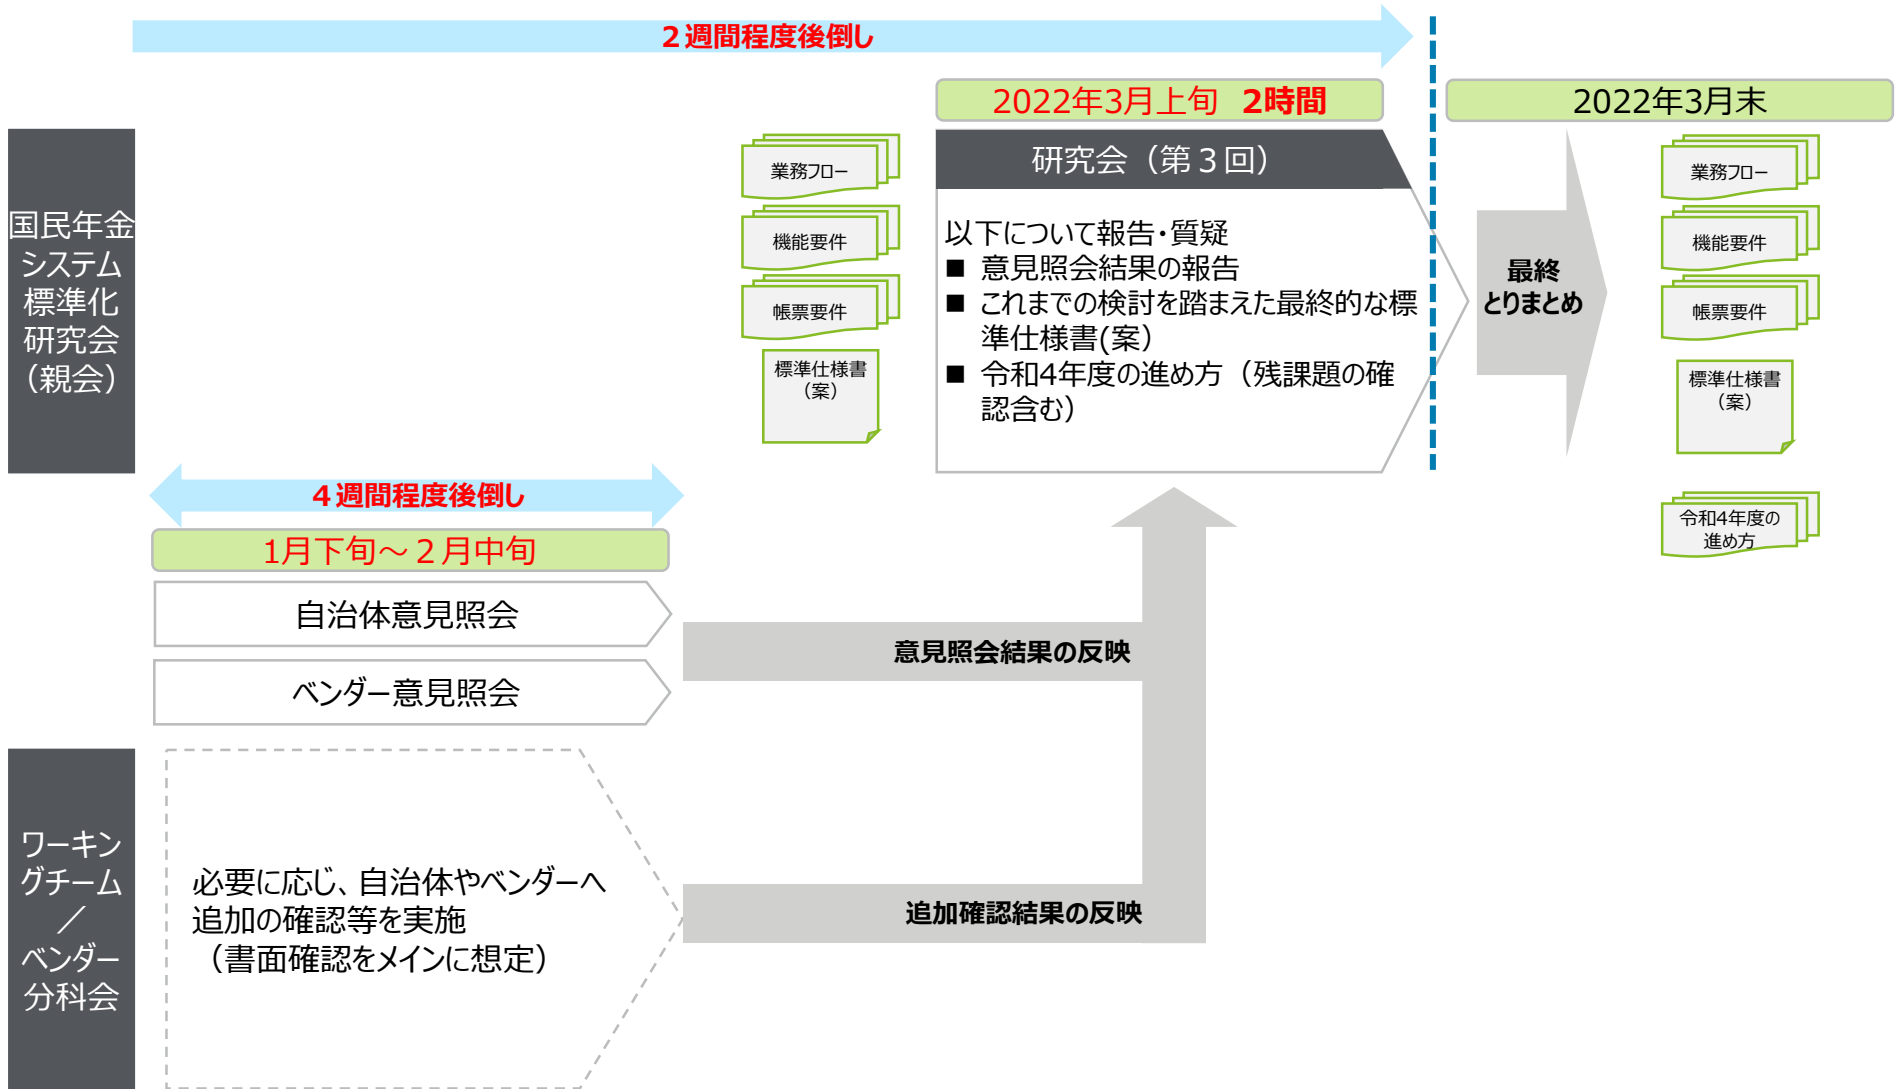 ２週間程度後倒し
2022年3月上旬 2時間
2022年3月末
国民年金
システム
標準化
研究会
（親会）
業務フロー
機能要件
帳票要件
標準仕様書
（案）
研究会（第３回）
以下について報告・質疑
■ 意見照会結果の報告
■ これまでの検討を踏まえた最終的な標
準仕様書(案）
■ 令和4年度の進め方（残課題の確
認含む）
最終
とりまとめ
業務フロー
機能要件
帳票要件
標準仕様書
（案）
令和4年度の
進め方
４週間程度後倒し
1月下旬～２月中旬
自治体意見照会
ベンダー意見照会
意見照会結果の反映
ワーキン
グチーム
／
ベンダー
分科会
必要に応じ、自治体やベンダーへ
追加の確認等を実施
（書面確認をメインに想定）
追加確認結果の反映